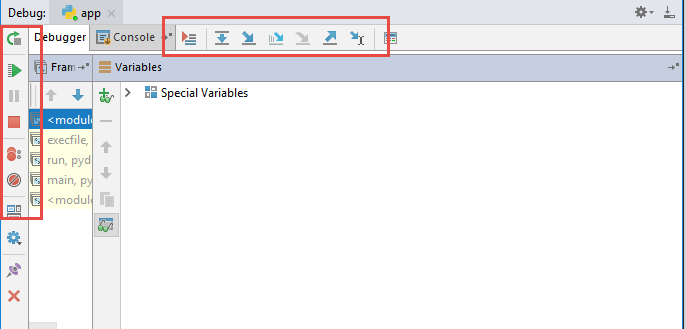 Debug: app
Debugger Console
Fram Variables
Special Variables
<module
execfile,
run, pyd
main, py
<module